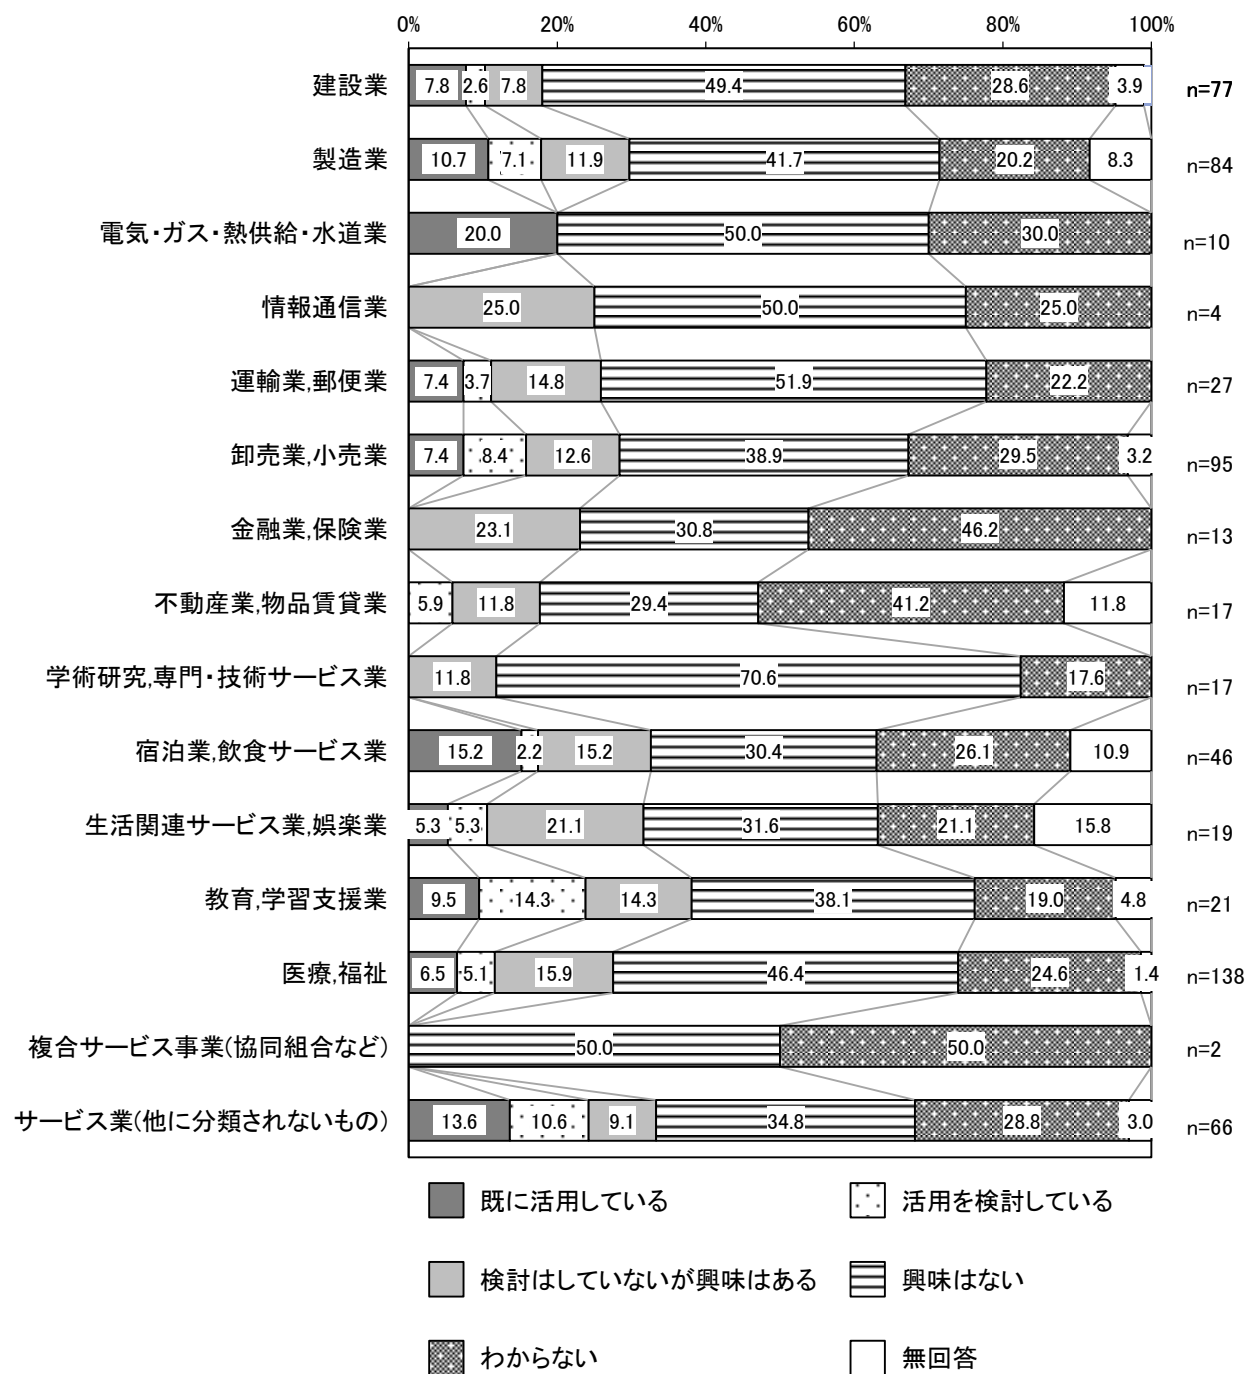 0% 20% 40% 60% 80% 100%
建設業 7.8 2.6 7.8 49.4 28.6 3.9 n=77
製造業 10.7 7.1 11.9 41.7 20.2 8.3 n=84
電気・ガス・熱供給・水道業 20.0 50.0 30.0 n=10
情報通信業 25.0 50.0 25.0 n=4
運輸業,郵便業 7.4 3.7 14.8 51.9 22.2 n=27
卸売業,小売業 7.4 8.4 12.6 38.9 29.5 3.2 n=95
金融業,保険業 23.1 30.8 46.2 n=13
不動産業,物品賃貸業 5.9 11.8 29.4 41.2 11.8 n=17
学術研究,専門・技術サービス業 11.8 70.6 17.6 n=17
宿泊業,飲食サービス業 15.2 2.2 15.2 30.4 26.1 10.9 n=46
生活関連サービス業,娯楽業 5.3 5.3 21.1 31.6 21.1 15.8 n=19
教育,学習支援業 9.5 14.3 14.3 38.1 19.0 4.8 n=21
医療,福祉 6.5 5.1 15.9 46.4 24.6 1.4 n=138
複合サービス事業(協同組合など) 50.0 50.0 n=2
サービス業(他に分類されないもの) 13.6 10.6 9.1 34.8 28.8 3.0 n=66
既に活用している 活用を検討している
検討はしていないが興味はある 興味はない
わからない 無回答